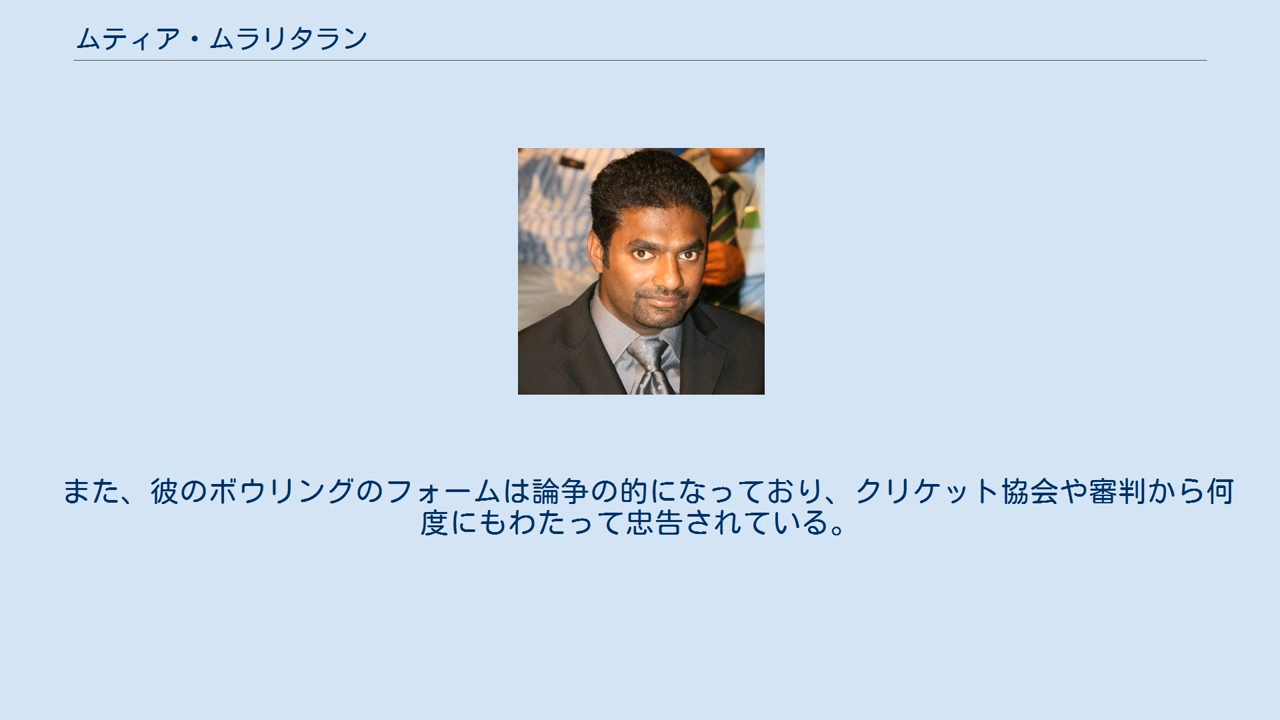 ムティア・ムラリタラン
また、彼のボウリングのフォームは論争の的になっており、クリケット協会や審判から何
度にもわたって忠告されている。